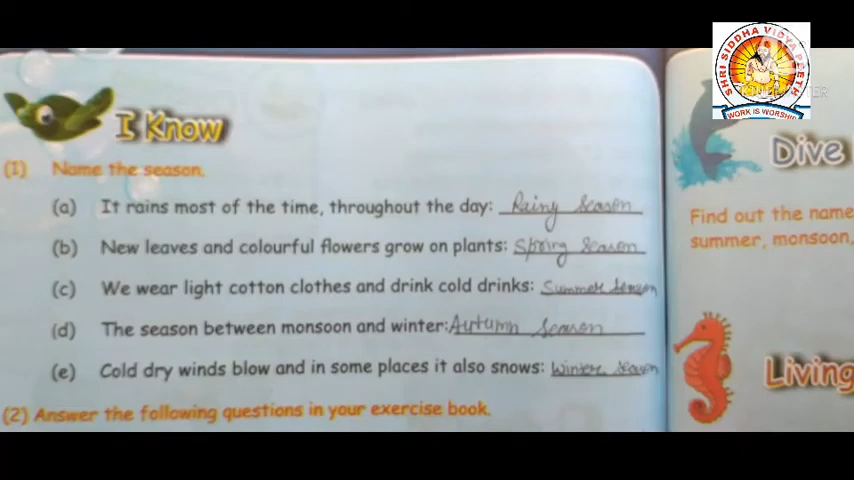 SHRI SIDDHA VIDYA PEETH
WORK IS WORSHIP
I Know
Dive
(1) Name the season.
(a) It rains most of the time, throughout the day: Rainy Season
(b) New leaves and colourful flowers grow on plants: Spring Season
(c) We wear light cotton clothes and drink cold drinks: Summer Season
(d) The season between monsoon and winter: Autumn Season
(e) Cold dry winds blow and in some places it also snows: Winter Season
(2) Answer the following questions in your exercise book.
Find out the name
summer, monsoon,
Living